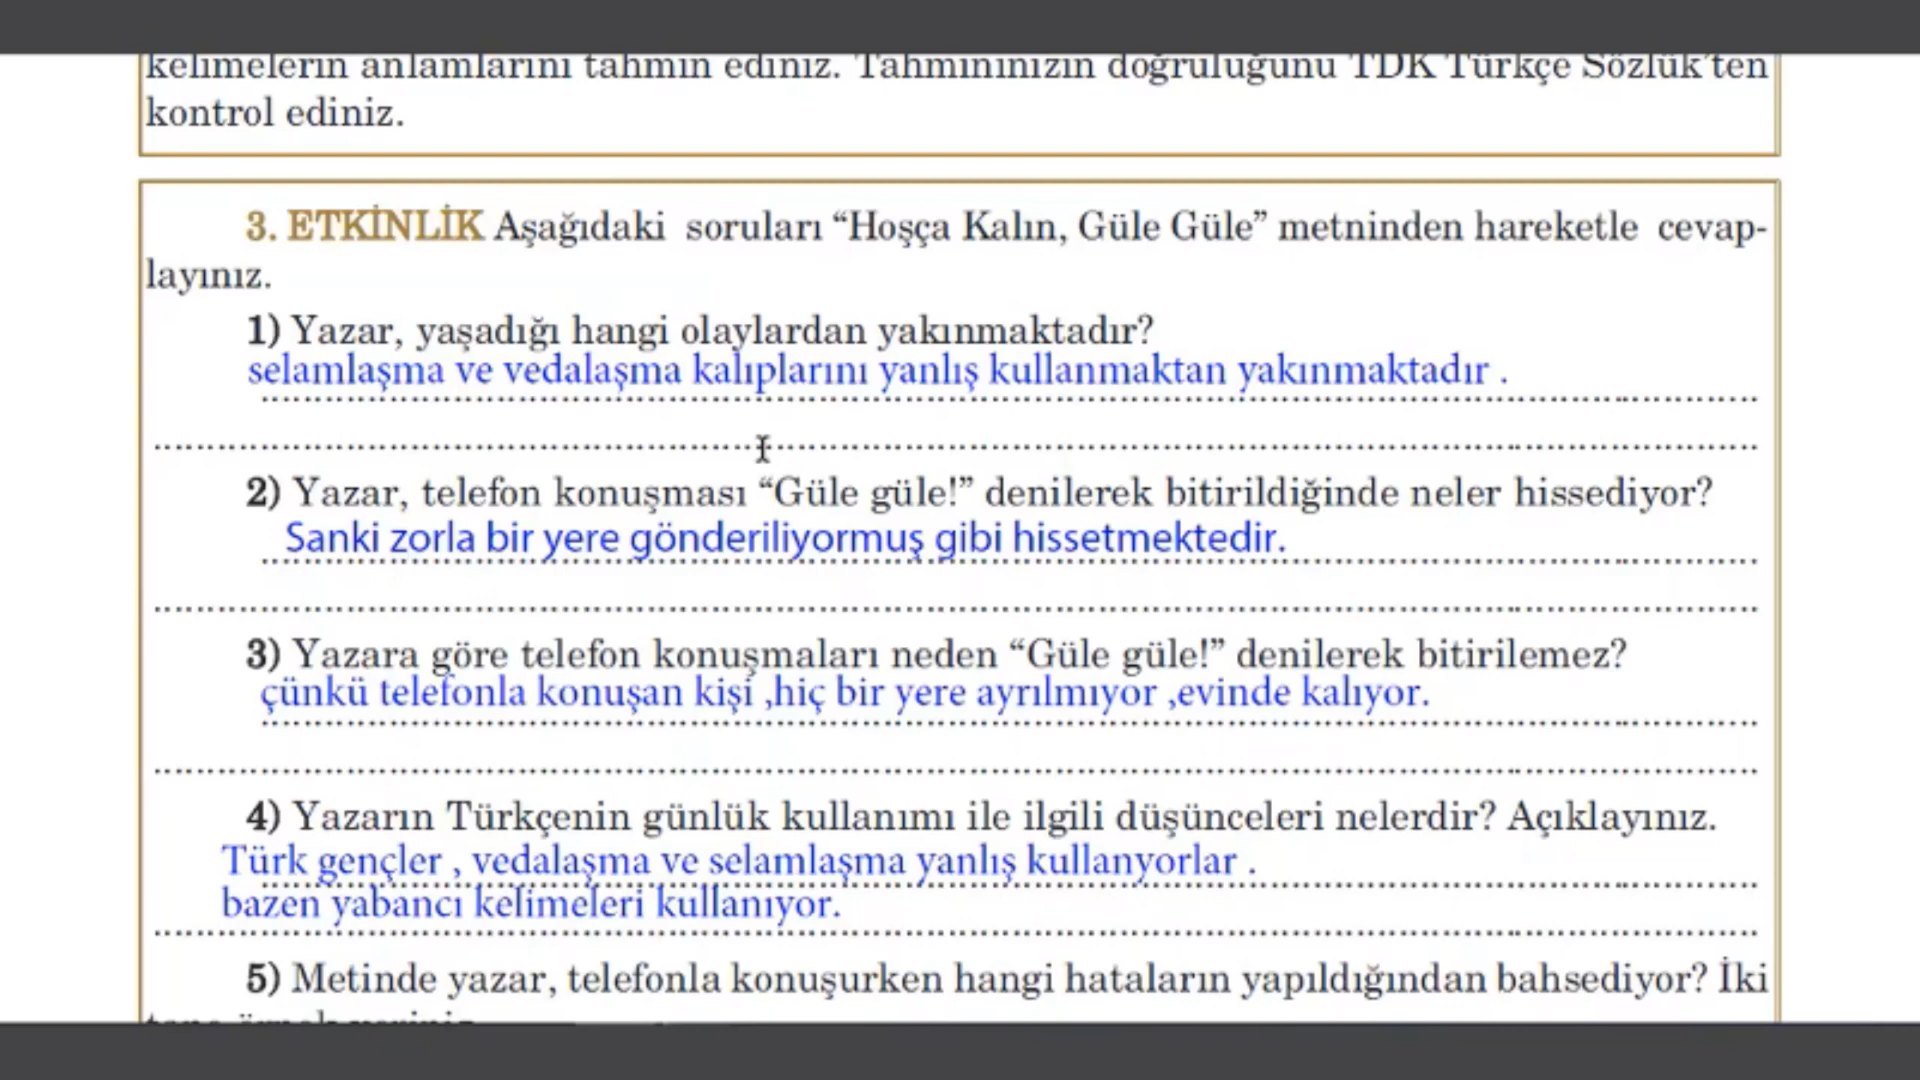 kelimelerin anlamlarını tahmin ediniz. Tahmininizin doğruluğunu TDK Türkçe Sözlük'ten
kontrol ediniz.
3. ETKİNLİK Aşağıdaki soruları “Hoşça Kalın, Güle Güle” metninden hareketle cevap-
layınız.
1) Yazar, yaşadığı hangi olaylardan yakınmaktadır?
selamlaşma ve vedalaşma kalıplarını yanlış kullanmaktan yakınmaktadır .
2) Yazar, telefon konuşması “Güle güle!” denilerek bitirildiğinde neler hissediyor?
Sanki zorla bir yere gönderiliyormuş gibi hissetmektedir.
3) Yazara göre telefon konuşmaları neden “Güle güle!” denilerek bitirilemez?
çünkü telefonla konuşan kişi ,hiç bir yere ayrılmıyor ,evinde kalıyor.
4) Yazarın Türkçenin günlük kullanımı ile ilgili düşünceleri nelerdir? Açıklayınız.
Türk gençler , vedalaşma ve selamlaşma yanlış kullanyorlar .
bazen yabancı kelimeleri kullanıyor.
5) Metinde yazar, telefonla konuşurken hangi hataların yapıldığından bahsediyor? İki